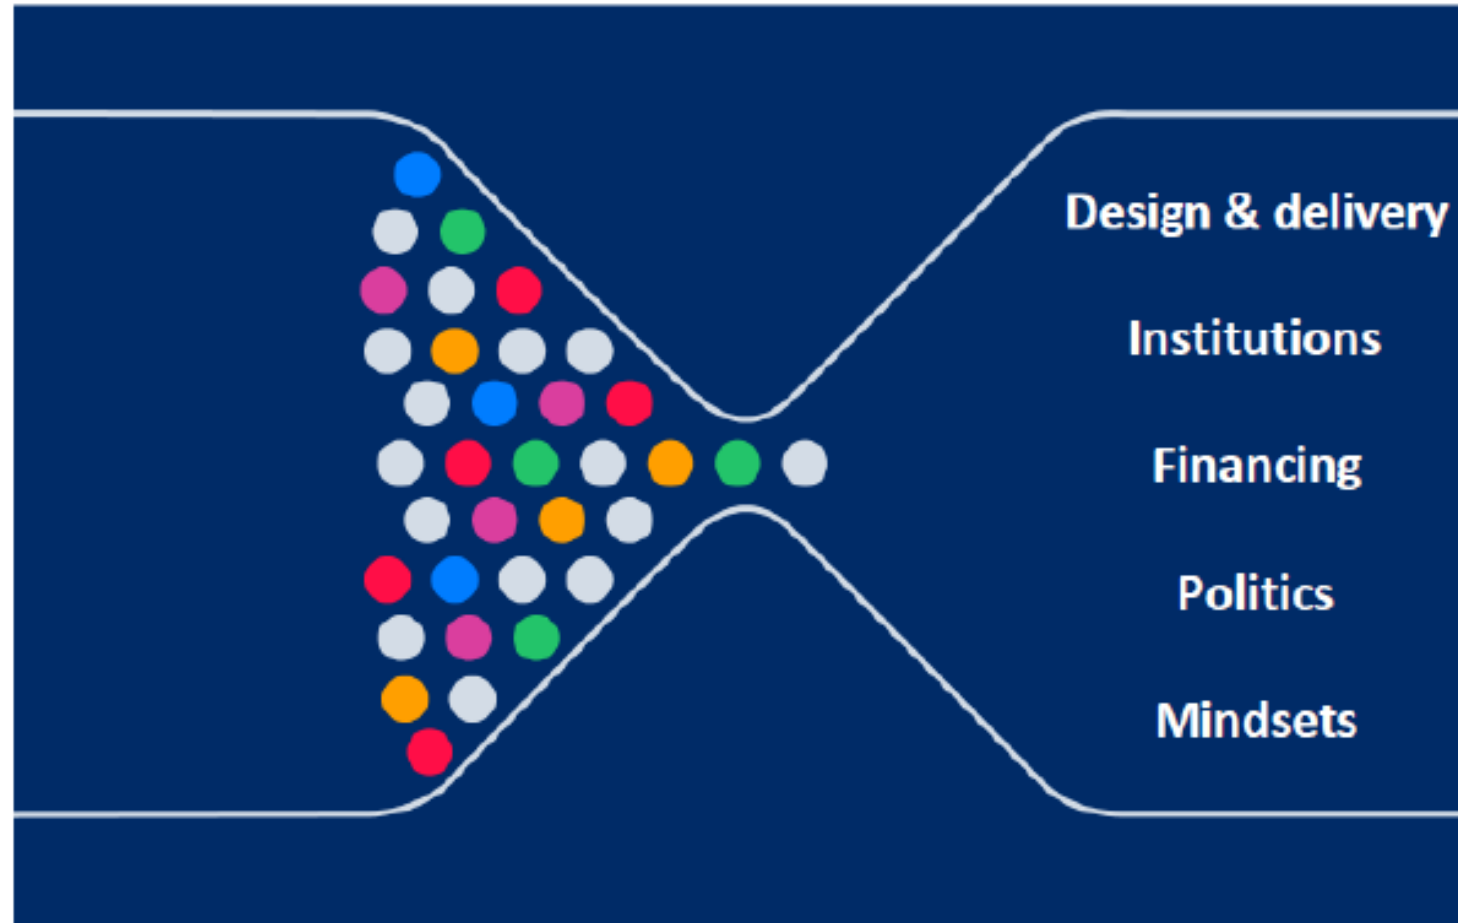 Design & delivery
Institutions
Financing
Politics
Mindsets